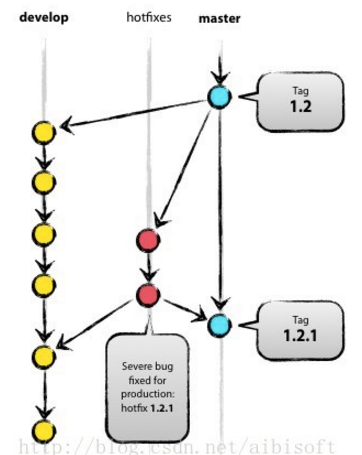 develop hotfixes master
Tag
1.2
Tag
1.2.1
Severe bug
fixed for
production:
hotfix 1.2.1
http://blog.csdn.net/aibisoft